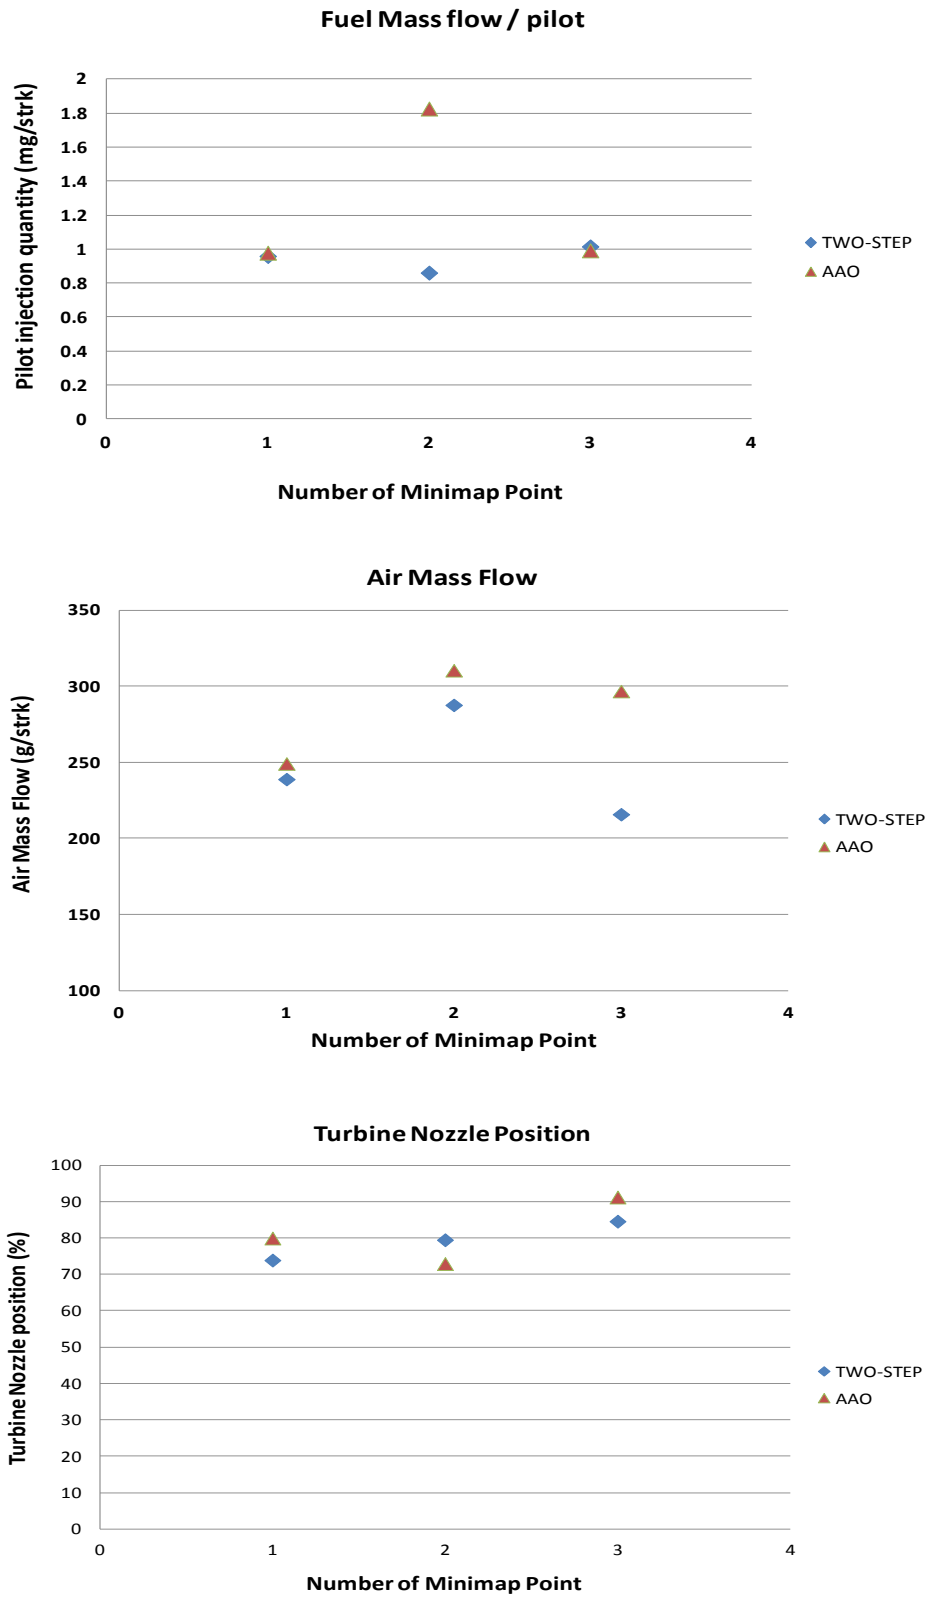 Fuel Mass flow / pilot
Pilot injection quantity (mg/strk)
2
1.8
1.6
1.4
1.2
1
0.8
0.6
0.4
0.2
0
0 1 2 3 4
Number of Minimap Point
TWO-STEP
AAO
Air Mass Flow
Air Mass Flow (g/strk)
350
300
250
200
150
100
0 1 2 3 4
Number of Minimap Point
TWO-STEP
AAO
Turbine Nozzle Position
Turbine Nozzle position (%)
100
90
80
70
60
50
40
30
20
10
0
0 1 2 3 4
Number of Minimap Point
TWO-STEP
AAO